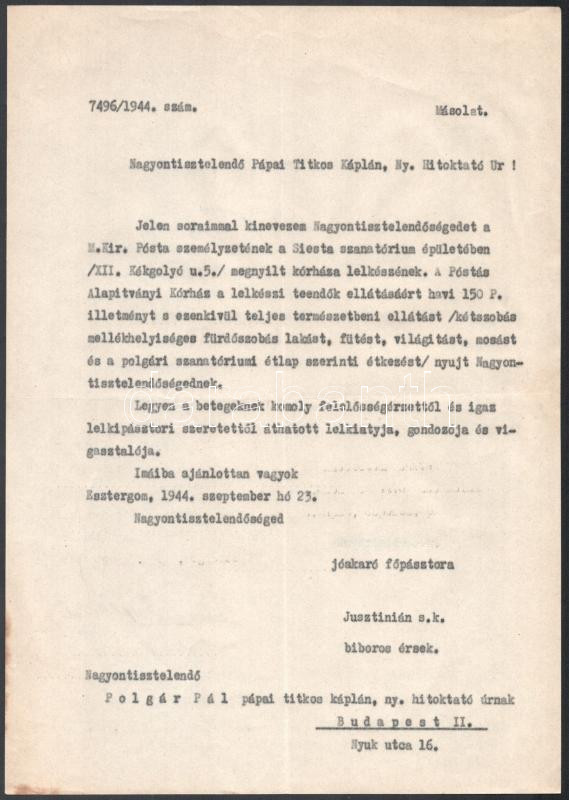 7496/1944. szám. Másolat.
Nagyontisztelendő Pápai Titkos Káplán, Ny. Hitoktató Ur !
Jelen soraimmal kinevezem Nagyontisztelendőségedet a
M.Kir. Pósta személyzetének a Siesta szanatórium épületében
/XII. Kékgolyó u.5./ megnyilt kórháza lelkészének. A Póstás
Alapitványi Kórház a lelkészi teendők ellátásáért havi 150 P.
illetményt s ezenkivül teljes természetbeni ellátást /kétszobás
mellékhelyiséges fürdőszobás lakást, fütést, világitást, mosást
és a polgári szanatóriumi étlap szerinti étkezést/ nyujt Nagyon-
tisztelendőségednek.
Legyen a betegeknek komoly felelősségérzettől és igaz
lelkipásztori szeretettől áthatott lelkiatyja, gondozója és vi-
gasztalója.
Imáiba ajánlottan vagyok
Esztergom, 1944. szeptember hó 23.
Nagyontisztelendőséged
jóakaró főpásztora
Jusztinián s.k.
biboros érsek.
Nagyontisztelendő
Polgár Pál pápai titkos káplán, ny. hitoktató úrnak
Budapest II.
Nyuk utca 16.